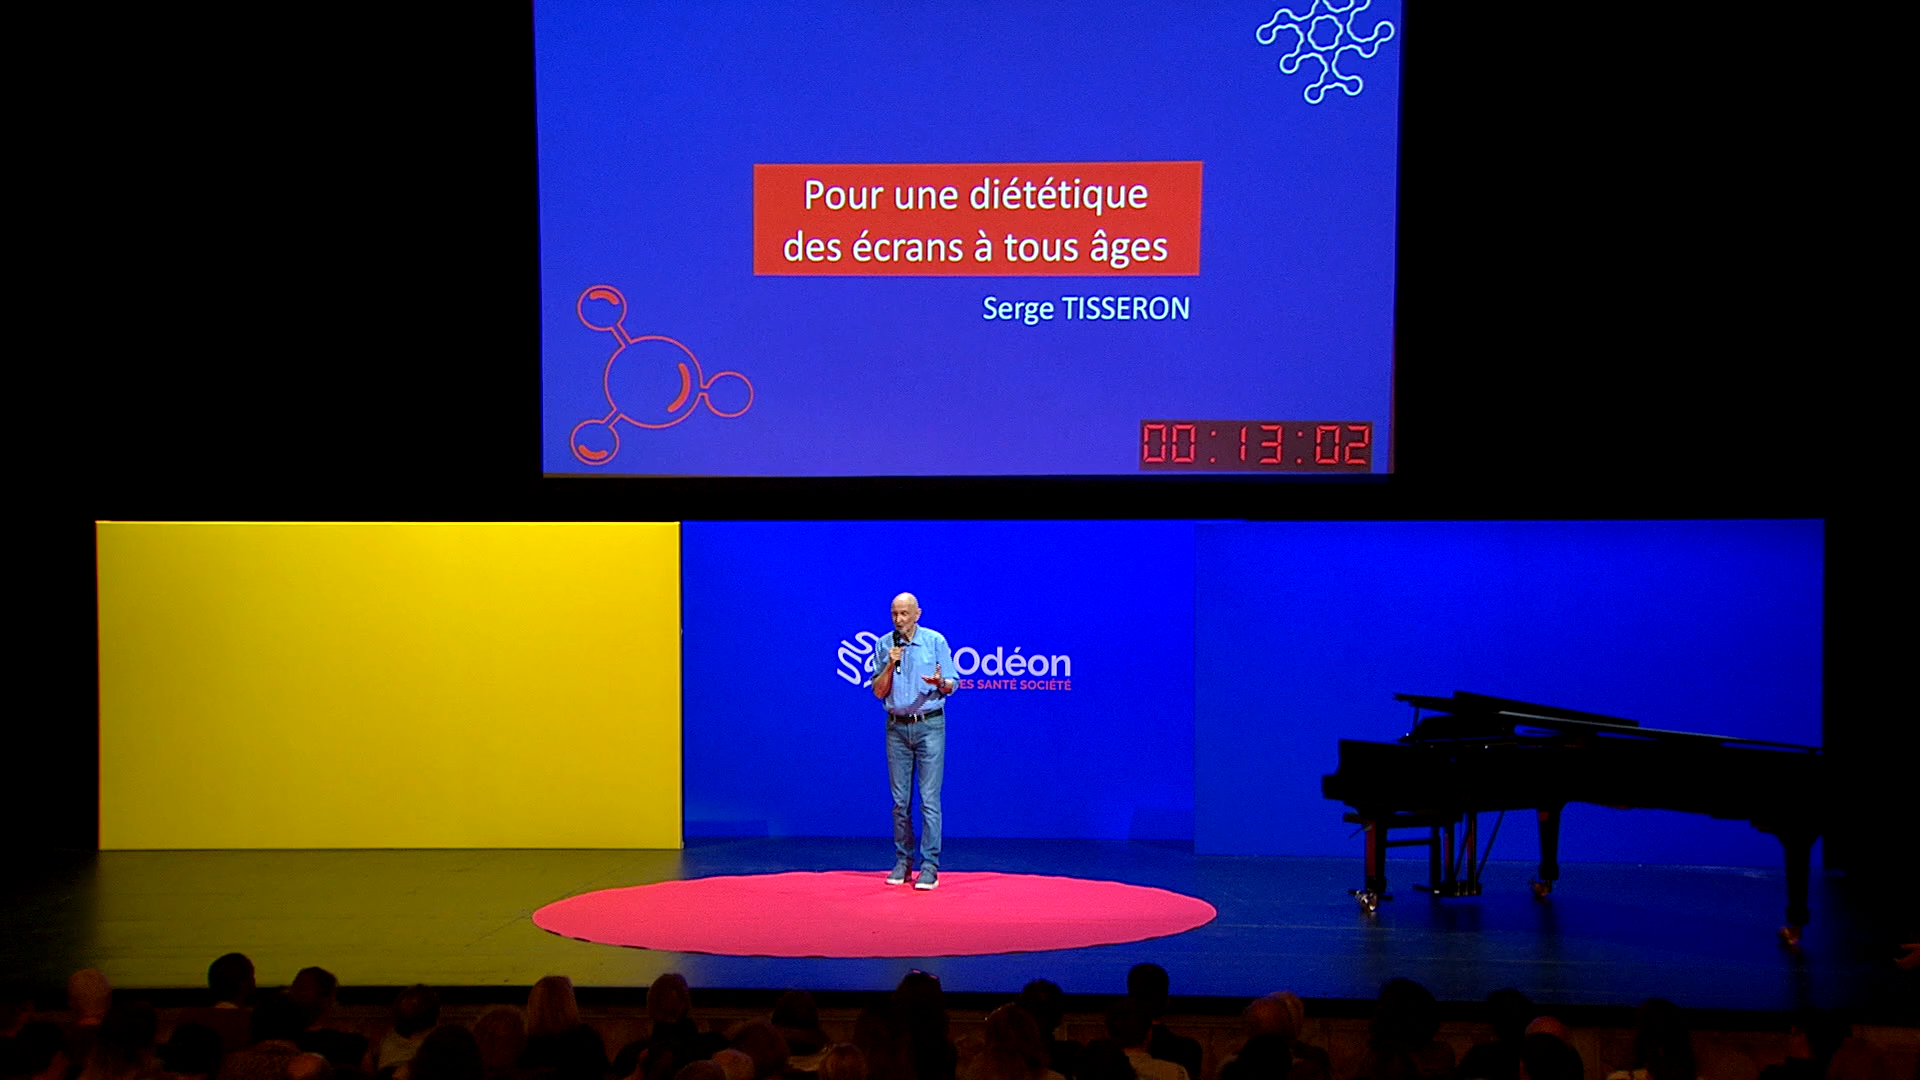 Pour une diététique
des écrans à tous âges
Serge TISSERON
00:13:02
Odéon
SANTÉ SOCIÉTÉ